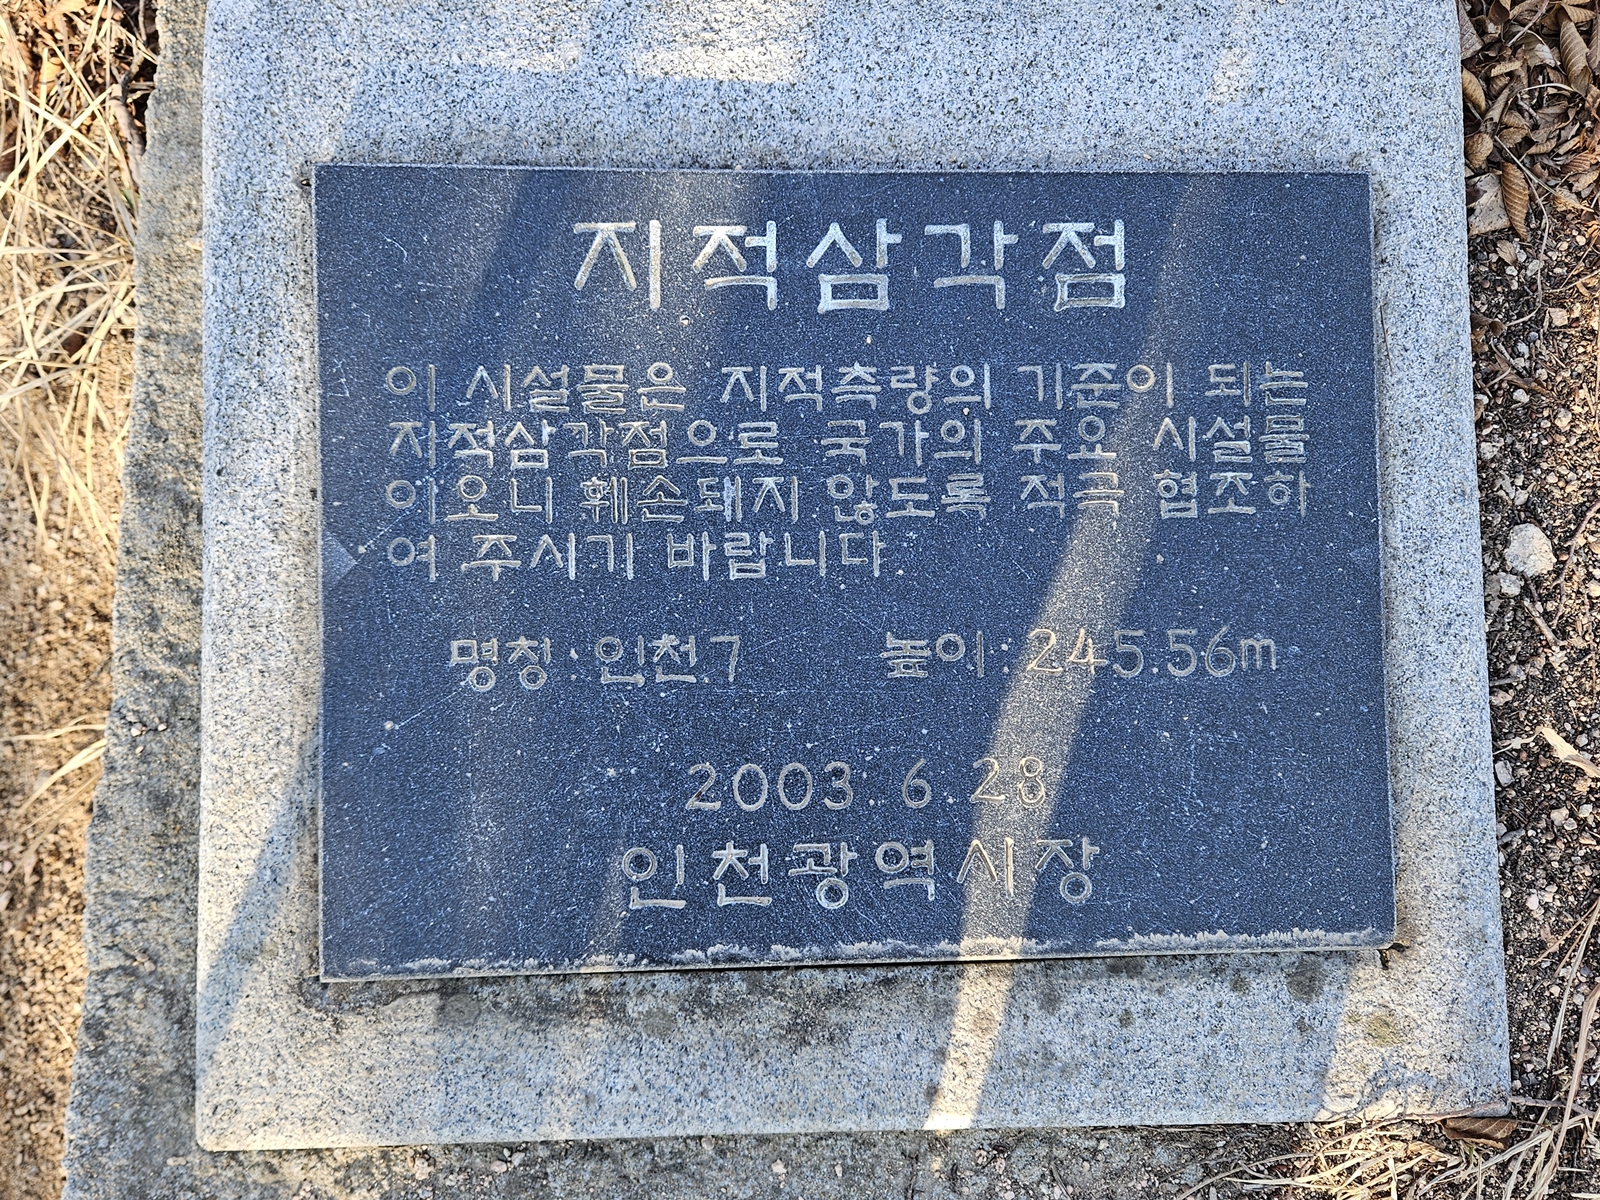 지적삼각점
이 시설물은 지적측량의 기준이 되는
지적삼각점으로 국가의 주요 시설물
이오니 훼손돼지 않도록 적극 협조하
여 주시기 바랍니다
명칭 : 인천7 높이 : 245.56m
2003. 6. 28
인천광역시장